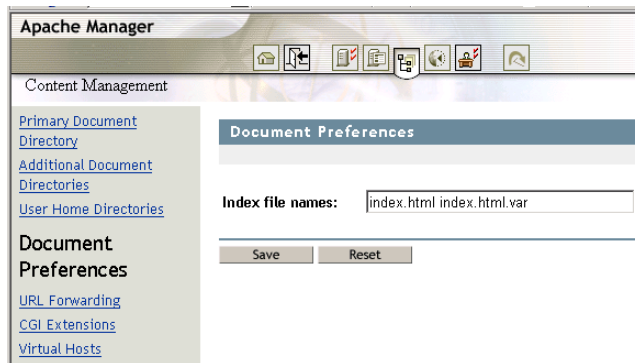 Apache Manager
Content Management
Primary Document
Directory
Additional Document
Directories
User Home Directories
Document
Preferences
URL Forwarding
CGI Extensions
Virtual Hosts
Document Preferences
Index file names: index.html index.html.var
Save Reset